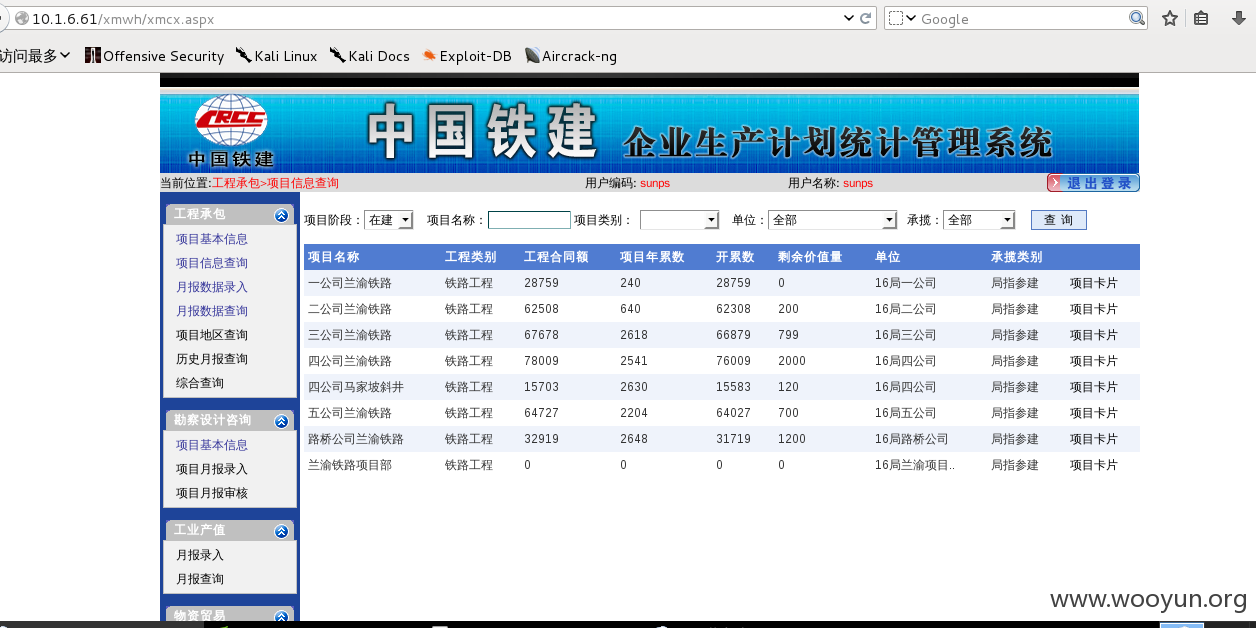 10.1.6.61/xmwh/xmcx.aspx
Google
访问最多 Offensive Security Kali Linux Kali Docs Exploit-DB Aircrack-ng
CRCC
中国铁建
中国铁建 企业生产计划统计管理系统
当前位置:工程承包>项目信息查询 用户编码: sunps 用户名称: sunps 退出登录
工程承包
项目基本信息
项目信息查询
月报数据录入
月报数据查询
项目地区查询
历史月报查询
综合查询
勘察设计咨询
项目基本信息
项目月报录入
项目月报审核
工业产值
月报录入
月报查询
物资贸易
项目阶段： 在建 项目名称： 项目类别： 单位： 全部 承揽： 全部 查 询
项目名称 工程类别 工程合同额 项目年累数 开累数 剩余价值量 单位 承揽类别
一公司兰渝铁路 铁路工程 28759 240 28759 0 16局一公司 局指参建 项目卡片
二公司兰渝铁路 铁路工程 62508 640 62308 200 16局二公司 局指参建 项目卡片
三公司兰渝铁路 铁路工程 67678 2618 66879 799 16局三公司 局指参建 项目卡片
四公司兰渝铁路 铁路工程 78009 2541 76009 2000 16局四公司 局指参建 项目卡片
四公司马家坡斜井 铁路工程 15703 2630 15583 120 16局四公司 局指参建 项目卡片
五公司兰渝铁路 铁路工程 64727 2204 64027 700 16局五公司 局指参建 项目卡片
路桥公司兰渝铁路 铁路工程 32919 2648 31719 1200 16局路桥公司 局指参建 项目卡片
兰渝铁路项目部 铁路工程 0 0 0 0 16局兰渝项目.. 局指参建 项目卡片
www.wooyun.org